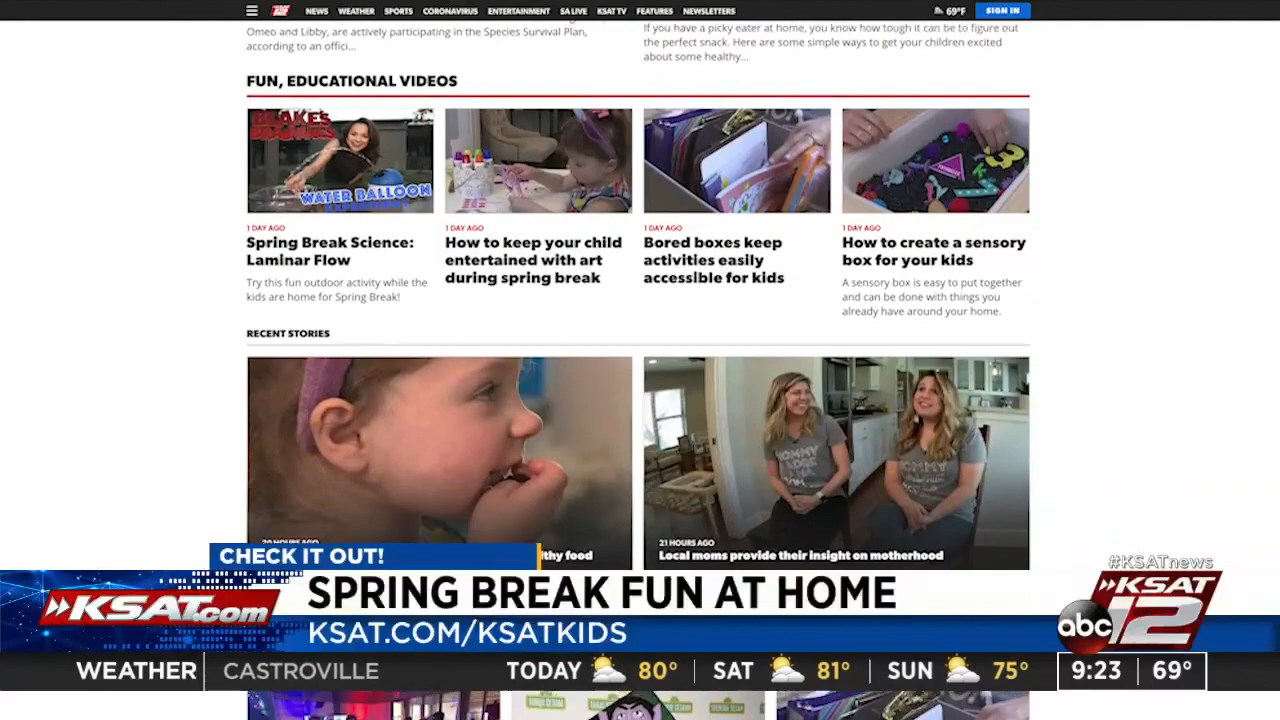 NEWS WEATHER SPORTS CORONAVIRUS ENTERTAINMENT SA LIVE KSAT TV FEATURES NEWSLETTERS 69°F SIGN IN
Omeo and Libby, are actively participating in the Species Survival Plan,
according to an offici...
If you have a picky eater at home, you know how tough it can be to figure out
the perfect snack. Here are some simple ways to get your children excited
about some healthy...
FUN, EDUCATIONAL VIDEOS
BLAKE'S
BRAINIACS
WATER BALLOON
EXPERIMENT
1 DAY AGO
Spring Break Science:
Laminar Flow
Try this fun outdoor activity while the
kids are home for Spring Break!
1 DAY AGO
How to keep your child
entertained with art
during spring break
1 DAY AGO
Bored boxes keep
activities easily
accessible for kids
1 DAY AGO
How to create a sensory
box for your kids
A sensory box is easy to put together
and can be done with things you
already have around your home.
RECENT STORIES
20 HOURS AGO
thy food
MOMMY
21 HOURS AGO
Local moms provide their insight on motherhood
CHECK IT OUT!
#KSATnews
SPRING BREAK FUN AT HOME
KSAT.COM/KSATKIDS
KSAT.com
KSAT
abc 12
WEATHER CASTROVILLE TODAY 80° SAT 81° SUN 75° 9:23 69°